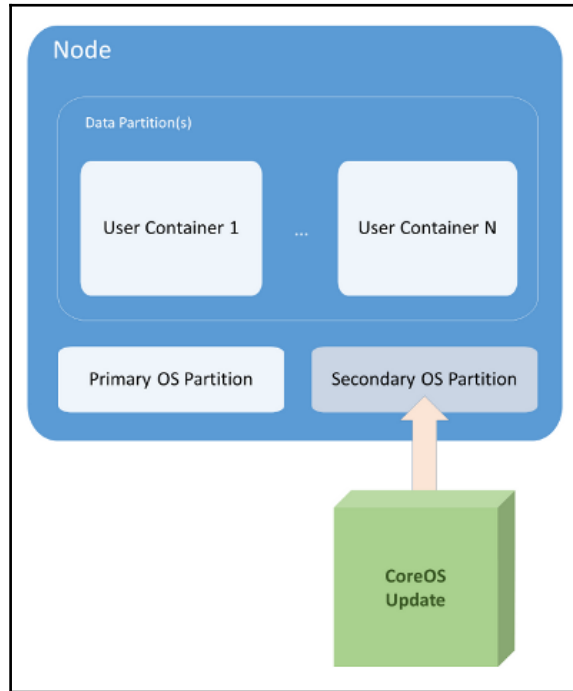 Node
Data Partition(s)
User Container 1
...
User Container N
Primary OS Partition
Secondary OS Partition
CoreOS
Update